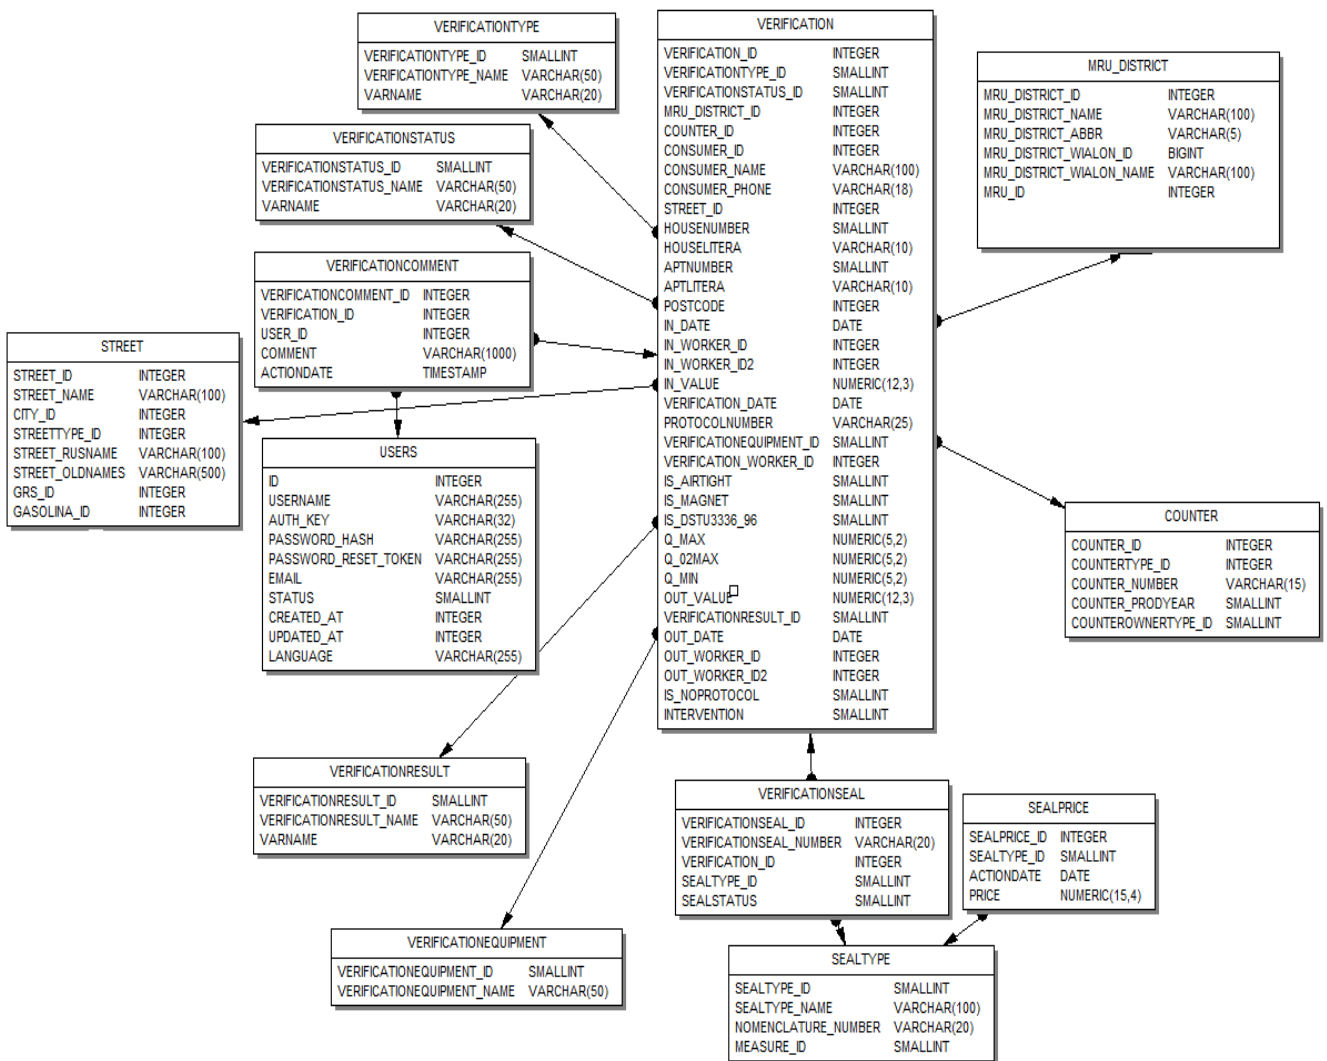 VERIFICATIONTYPE
VERIFICATIONTYPE_ID SMALLINT
VERIFICATIONTYPE_NAME VARCHAR(50)
VARNAME VARCHAR(20)
VERIFICATIONSTATUS
VERIFICATIONSTATUS_ID SMALLINT
VERIFICATIONSTATUS_NAME VARCHAR(50)
VARNAME VARCHAR(20)
VERIFICATIONCOMMENT
VERIFICATIONCOMMENT_ID INTEGER
VERIFICATION_ID INTEGER
USER_ID INTEGER
COMMENT VARCHAR(1000)
ACTIONDATE TIMESTAMP
STREET
STREET_ID INTEGER
STREET_NAME VARCHAR(100)
CITY_ID INTEGER
STREETTYPE_ID INTEGER
STREET_RUSNAME VARCHAR(100)
STREET_OLDNAMES VARCHAR(500)
GRS_ID INTEGER
GASOLINA_ID INTEGER
USERS
ID INTEGER
USERNAME VARCHAR(255)
AUTH_KEY VARCHAR(32)
PASSWORD_HASH VARCHAR(255)
PASSWORD_RESET_TOKEN VARCHAR(255)
EMAIL VARCHAR(255)
STATUS SMALLINT
CREATED_AT INTEGER
UPDATED_AT INTEGER
LANGUAGE VARCHAR(255)
VERIFICATION
VERIFICATION_ID INTEGER
VERIFICATIONTYPE_ID SMALLINT
VERIFICATIONSTATUS_ID SMALLINT
MRU_DISTRICT_ID INTEGER
COUNTER_ID INTEGER
CONSUMER_ID INTEGER
CONSUMER_NAME VARCHAR(100)
CONSUMER_PHONE VARCHAR(18)
STREET_ID INTEGER
HOUSENUMBER SMALLINT
HOUSELITERA VARCHAR(10)
APTNUMBER SMALLINT
APTLITERA VARCHAR(10)
POSTCODE INTEGER
IN_DATE DATE
IN_WORKER_ID INTEGER
IN_WORKER_ID2 INTEGER
IN_VALUE NUMERIC(12,3)
VERIFICATION_DATE DATE
PROTOCOLNUMBER VARCHAR(25)
VERIFICATIONEQUIPMENT_ID SMALLINT
VERIFICATION_WORKER_ID INTEGER
IS_AIRTIGHT SMALLINT
IS_MAGNET SMALLINT
IS_DSTU3336_96 SMALLINT
Q_MAX NUMERIC(5,2)
Q_02MAX NUMERIC(5,2)
Q_MIN NUMERIC(5,2)
OUT_VALUE NUMERIC(12,3)
VERIFICATIONRESULT_ID SMALLINT
OUT_DATE DATE
OUT_WORKER_ID INTEGER
OUT_WORKER_ID2 INTEGER
IS_NOPROTOCOL SMALLINT
INTERVENTION SMALLINT
MRU_DISTRICT
MRU_DISTRICT_ID INTEGER
MRU_DISTRICT_NAME VARCHAR(100)
MRU_DISTRICT_ABBR VARCHAR(5)
MRU_DISTRICT_WIALON_ID BIGINT
MRU_DISTRICT_WIALON_NAME VARCHAR(100)
MRU_ID INTEGER
COUNTER
COUNTER_ID INTEGER
COUNTERTYPE_ID INTEGER
COUNTER_NUMBER VARCHAR(15)
COUNTER_PRODYEAR SMALLINT
COUNTEROWNERTYPE_ID SMALLINT
VERIFICATIONRESULT
VERIFICATIONRESULT_ID SMALLINT
VERIFICATIONRESULT_NAME VARCHAR(50)
VARNAME VARCHAR(20)
VERIFICATIONEQUIPMENT
VERIFICATIONEQUIPMENT_ID SMALLINT
VERIFICATIONEQUIPMENT_NAME VARCHAR(50)
VERIFICATIONSEAL
VERIFICATIONSEAL_ID INTEGER
VERIFICATIONSEAL_NUMBER VARCHAR(20)
VERIFICATION_ID INTEGER
SEALTYPE_ID SMALLINT
SEALSTATUS SMALLINT
SEALPRICE
SEALPRICE_ID INTEGER
SEALTYPE_ID SMALLINT
ACTIONDATE DATE
PRICE NUMERIC(15,4)
SEALTYPE
SEALTYPE_ID SMALLINT
SEALTYPE_NAME VARCHAR(100)
NOMENCLATURE_NUMBER VARCHAR(20)
MEASURE_ID SMALLINT